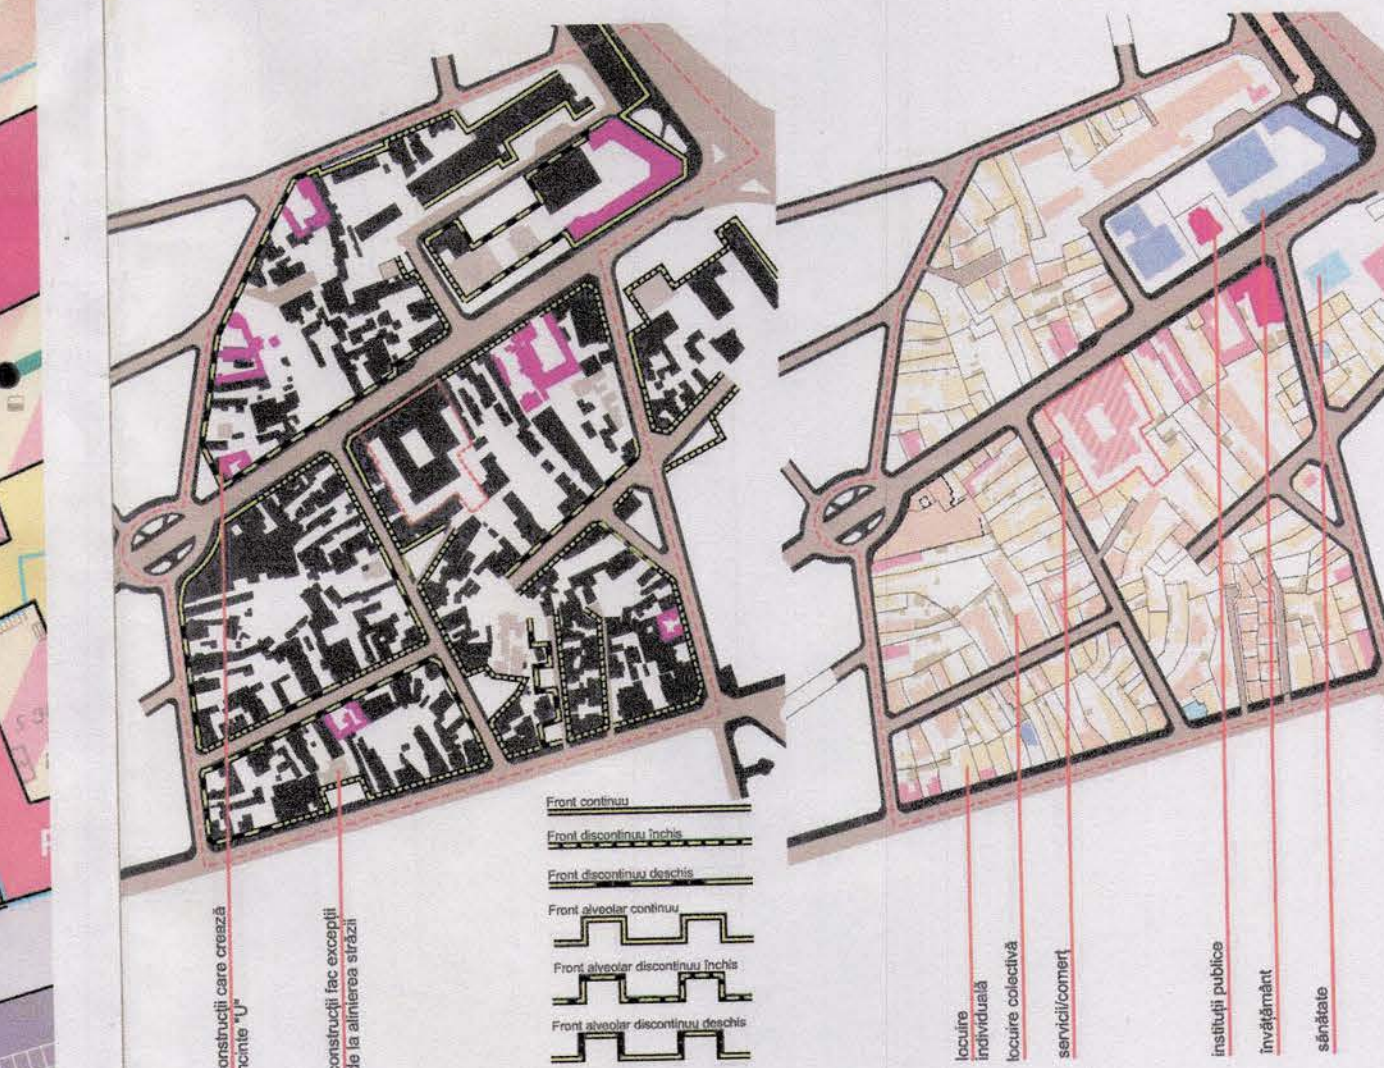 Front continuu
Front discontinuu închis
Front discontinuu deschis
Front alveolar continuu
Front alveolar discontinuu închis
Front alveolar discontinuu deschis
onstrucții care crează
ncinte "U"
onstrucții fac excepții
de la alinierea străzii
locuire
individuală
locuire colectivă
servicii/comerț
instituții publice
învățământ
sănătate